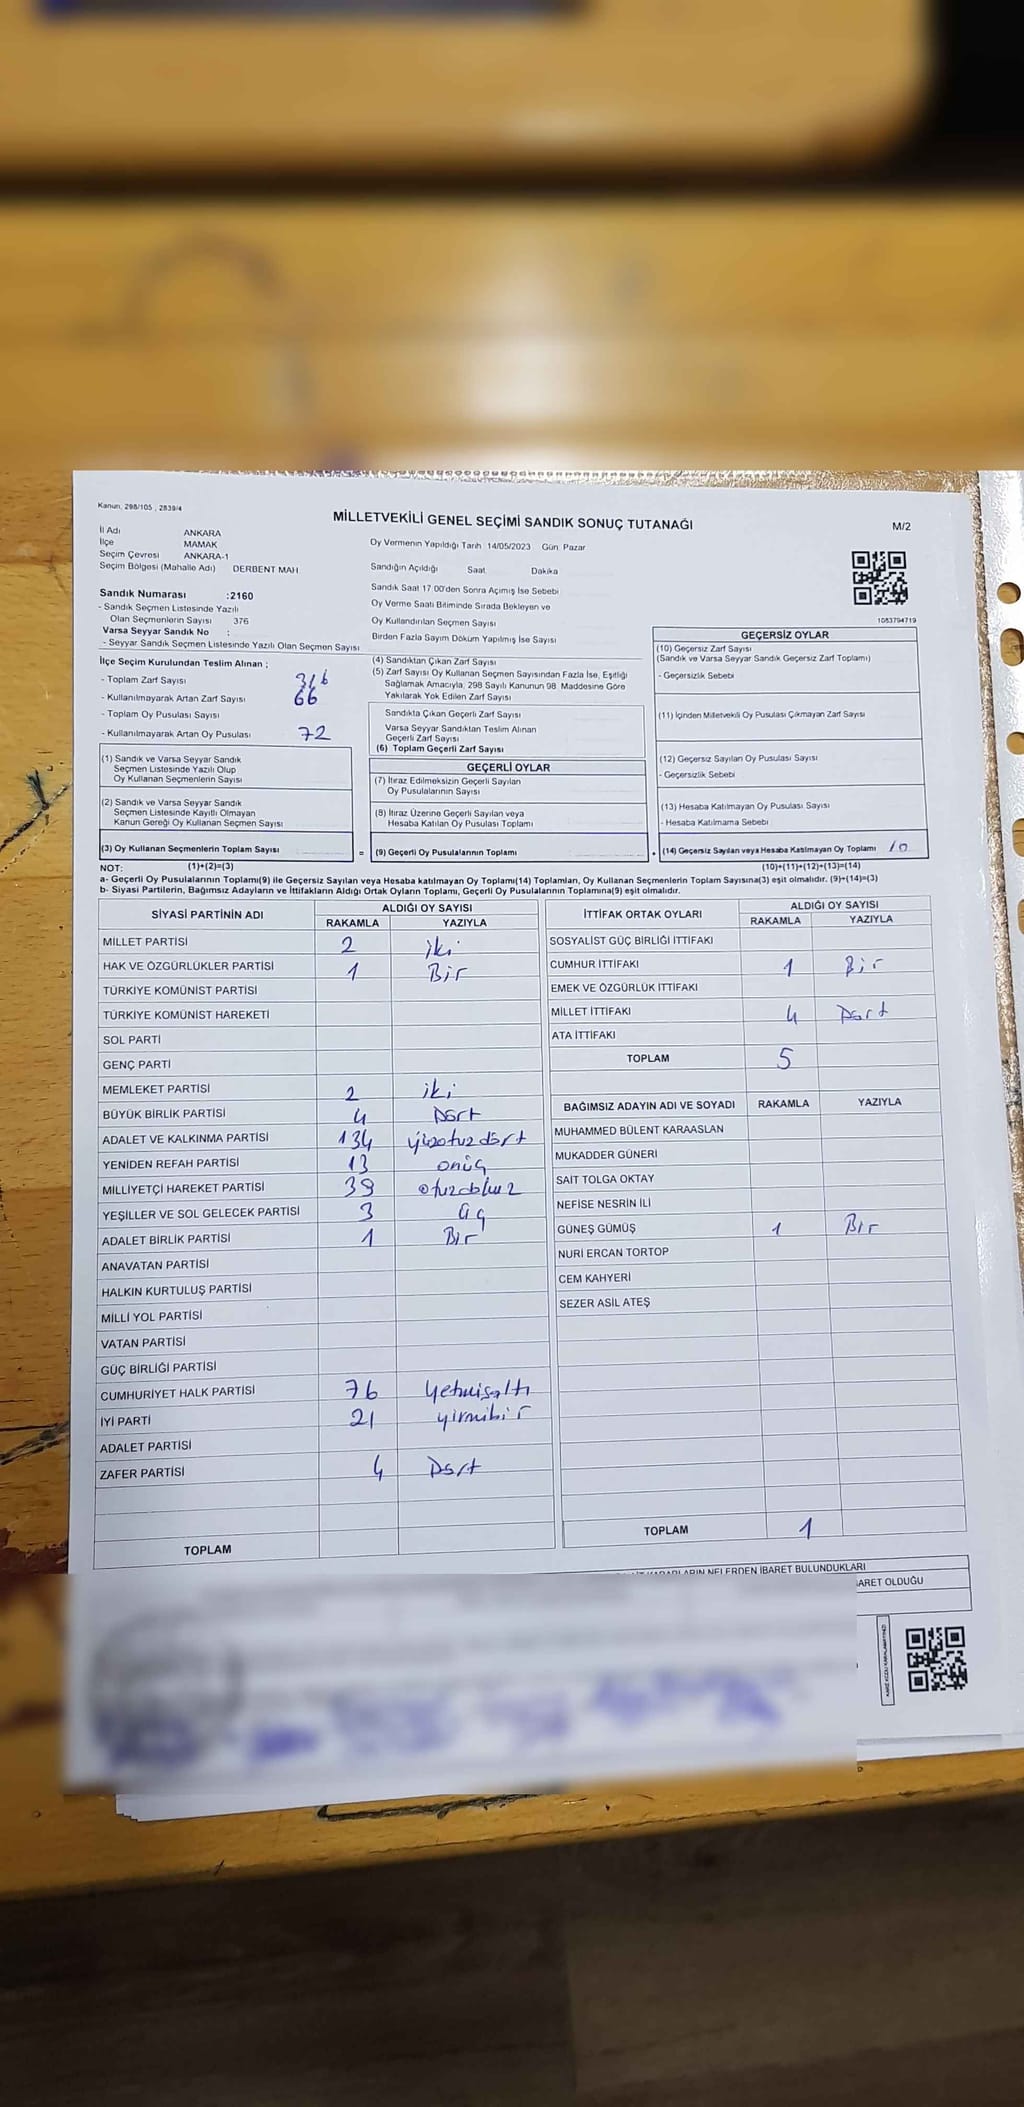 Kanun, 298/105 , 2839/4
MİLLETVEKİLİ GENEL SEÇİMİ SANDIK SONUÇ TUTANAĞI
M/2
İl Adı ANKARA
İlçe MAMAK
Seçim Çevresi ANKARA-1
Seçim Bölgesi (Mahalle Adı) DERBENT MAH
Oy Vermenin Yapıldığı Tarih 14/05/2023 Gün Pazar
Sandığın Açıldığı Saat Dakika
Sandık Saat 17 00'den Sonra Açımış İse Sebebi
Oy Verme Saati Bitiminde Sırada Bekleyen ve
Oy Kullandırılan Seçmen Sayısı
Birden Fazla Sayım Döküm Yapılmış İse Sayısı
1083794719
Sandık Numarası :2160
- Sandık Seçmen Listesinde Yazılı
Olan Seçmenlerin Sayısı 376
Varsa Seyyar Sandık No :
- Seyyar Sandık Seçmen Listesinde Yazılı Olan Seçmen Sayısı
İlçe Seçim Kurulundan Teslim Alınan ;
- Toplam Zarf Sayısı
- Kullanılmayarak Artan Zarf Sayısı 66
- Toplam Oy Pusulası Sayısı
- Kullanılmayarak Artan Oy Pusulası 72
(1) Sandık ve Varsa Seyyar Sandık
Seçmen Listesinde Yazılı Olup
Oy Kullanan Seçmenlerin Sayısı
(2) Sandık ve Varsa Seyyar Sandık
Seçmen Listesinde Kayıtlı Olmayan
Kanun Gereği Oy Kullanan Seçmen Sayısı
(3) Oy Kullanan Seçmenlerin Toplam Sayısı =
(4) Sandıktan Çıkan Zarf Sayısı
(5) Zarf Sayısı Oy Kullanan Seçmen Sayısından Fazla İse, Eşitliği
Sağlamak Amacıyla, 298 Sayılı Kanunun 98. Maddesine Göre
Yakılarak Yok Edilen Zarf Sayısı
Sandıkta Çıkan Geçerli Zarf Sayısı
Varsa Seyyar Sandıktan Teslim Alınan
Geçerli Zarf Sayısı
(6) Toplam Geçerli Zarf Sayısı
GEÇERLİ OYLAR
(7) İtiraz Edilmeksizin Geçerli Sayılan
Oy Pusulalarının Sayısı
(8) İtiraz Üzerine Geçerli Sayılan veya
Hesaba Katılan Oy Pusulası Toplamı
(9) Geçerli Oy Pusulalarının Toplamı +
GEÇERSİZ OYLAR
(10) Geçersiz Zarf Sayısı
(Sandık ve Varsa Seyyar Sandık Geçersiz Zarf Toplamı)
- Geçersizlik Sebebi
(11) İçinden Milletvekili Oy Pusulası Çıkmayan Zarf Sayısı
(12) Geçersiz Sayılan Oy Pusulası Sayısı
- Geçersizlik Sebebi
(13) Hesaba Katılmayan Oy Pusulası Sayısı
- Hesaba Katılmama Sebebi
(14) Geçersiz Sayılan veya Hesaba Katılmayan Oy Toplamı 10
NOT: (1)+(2)=(3) (10)+(11)+(12)+(13)=(14)
a- Geçerli Oy Pusulalarının Toplamı(9) ile Geçersiz Sayılan veya Hesaba katılmayan Oy Toplamı(14) Toplamları, Oy Kullanan Seçmenlerin Toplam Sayısına(3) eşit olmalıdır. (9)+(14)=(3)
b- Siyasi Partilerin, Bağımsız Adayların ve İttifakların Aldığı Ortak Oyların Toplamı, Geçerli Oy Pusulalarının Toplamına(9) eşit olmalıdır.
SİYASİ PARTİNİN ADI ALDIĞI OY SAYISI
RAKAMLA YAZIYLA
MİLLET PARTİSİ 2 iki
HAK VE ÖZGÜRLÜKLER PARTİSİ 1 Bir
TÜRKİYE KOMÜNİST PARTİSİ
TÜRKİYE KOMÜNİST HAREKETİ
SOL PARTİ
GENÇ PARTİ
MEMLEKET PARTİSİ 2 iki
BÜYÜK BİRLİK PARTİSİ 4 Dört
ADALET VE KALKINMA PARTİSİ 134 yüzotuzdört
YENİDEN REFAH PARTİSİ 13 onüç
MİLLİYETÇİ HAREKET PARTİSİ 39 otuzdokuz
YEŞİLLER VE SOL GELECEK PARTİSİ 3 üç
ADALET BİRLİK PARTİSİ 1 Bir
ANAVATAN PARTİSİ
HALKIN KURTULUŞ PARTİSİ
MİLLİ YOL PARTİSİ
VATAN PARTİSİ
GÜÇ BİRLİĞİ PARTİSİ
CUMHURİYET HALK PARTİSİ 76 yetmişaltı
İYİ PARTİ 21 yirmibir
ADALET PARTİSİ
ZAFER PARTİSİ 4 Dört
TOPLAM
İTTİFAK ORTAK OYLARI ALDIĞI OY SAYISI
RAKAMLA YAZIYLA
SOSYALİST GÜÇ BİRLİĞİ İTTİFAKI
CUMHUR İTTİFAKI 1 Bir
EMEK VE ÖZGÜRLÜK İTTİFAKI
MİLLET İTTİFAKI 4 Dört
ATA İTTİFAKI
TOPLAM 5
BAĞIMSIZ ADAYIN ADI VE SOYADI RAKAMLA YAZIYLA
MUHAMMED BÜLENT KARAASLAN
MUKADDER GÜNERİ
SAİT TOLGA OKTAY
NEFİSE NESRİN İLİ
GÜNEŞ GÜMÜŞ 1 Bir
NURİ ERCAN TORTOP
CEM KAHYERİ
SEZER ASIL ATEŞ
TOPLAM 1
NELERDEN İBARET BULUNDUKLARI
OLDUĞU